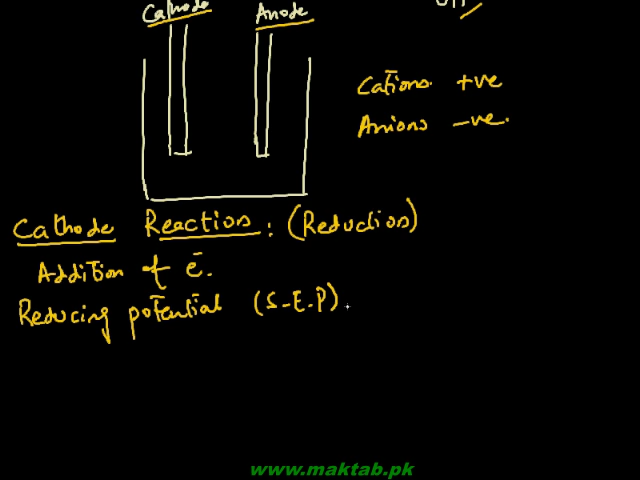 Cathode Anode
Cations +ve
Anions -ve.
Cathode Reaction: (Reduction)
Addition of e-.
Reducing potential (S-E.P).
www.maktab.pk